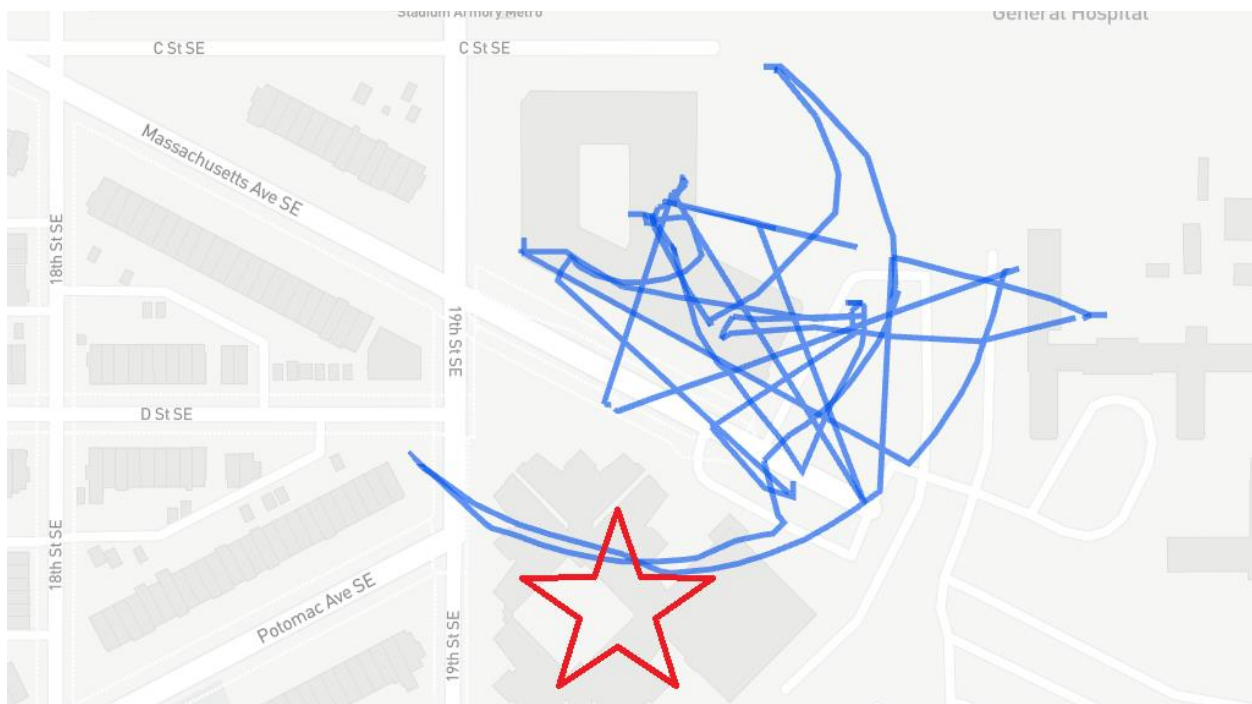 Stadium Armory Metro
General Hospital
C St SE
C St SE
Massachusetts Ave SE
18th St SE
19th St SE
D St SE
18th St SE
Potomac Ave SE
19th St SE